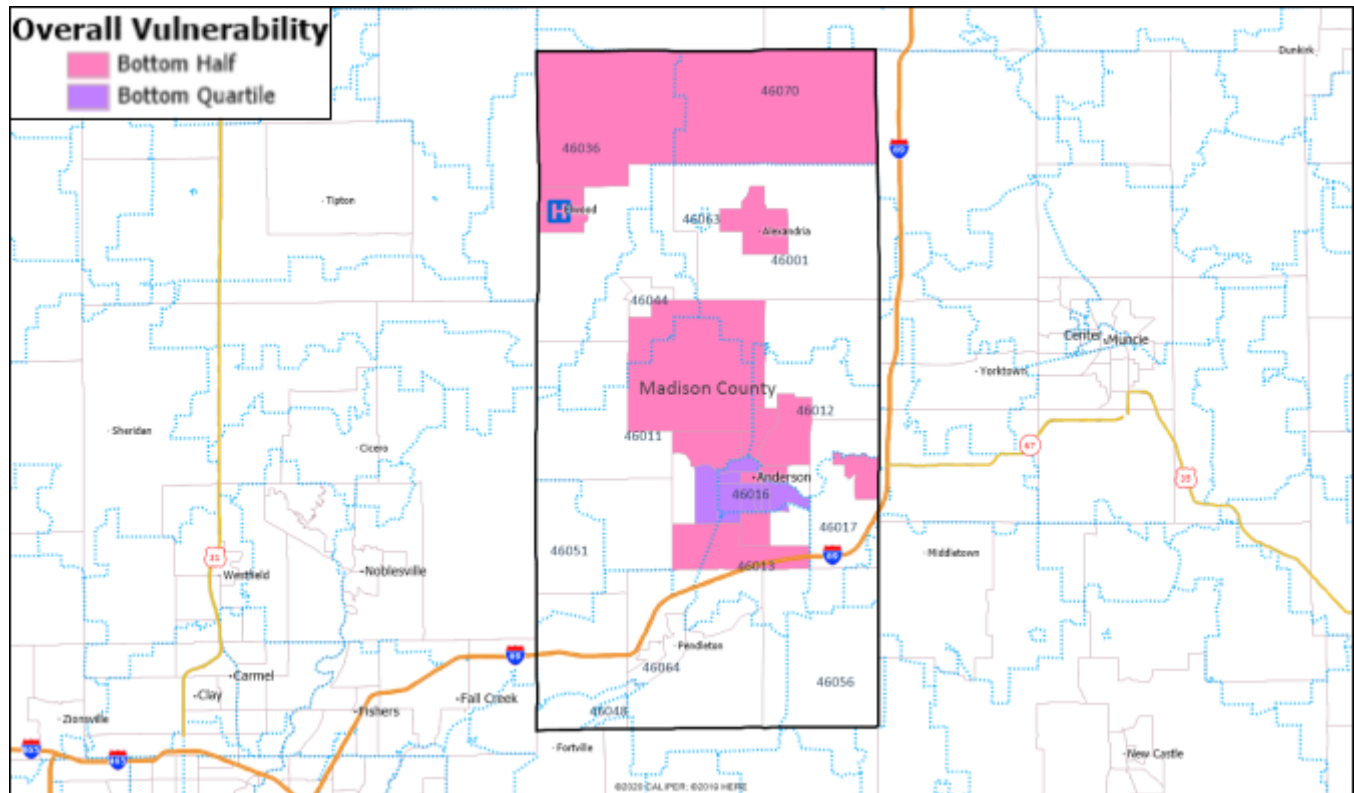 Overall Vulnerability
Bottom Half
Bottom Quartile
Dunkirk
46070
46036
69
Tipton
Elwood
46063
Alexandria
46001
46044
Center
Muncie
Yorktown
Madison County
46012
Sheridan
46011
Cicero
67
Anderson
46016
35
46017
46051
Middletown
31
69
Westfield
Noblesville
46013
Pendleton
69
46064
Carmel
46056
Clay
Fall Creek
Fishers
46048
Zionsville
Fortville
465
465
New Castle
©2020 CALIPER; ©2019 HERE